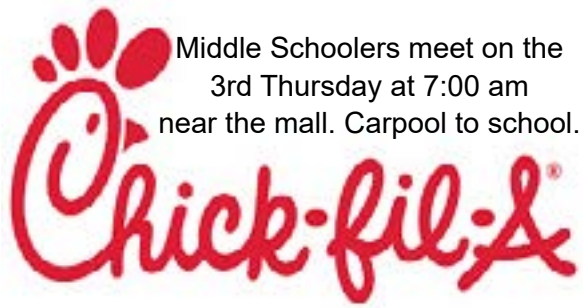 Middle Schoolers meet on the
3rd Thursday at 7:00 am
near the mall. Carpool to school.
Chick-fil-A®